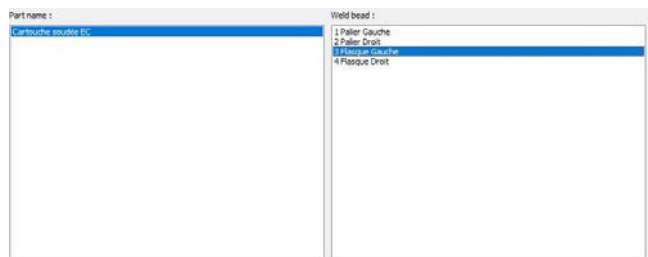 Part name :
Cartouche soudée EC
Weld bead :
1 Palier Gauche
2 Palier Droit
3 Flasque Gauche
4 Flasque Droit